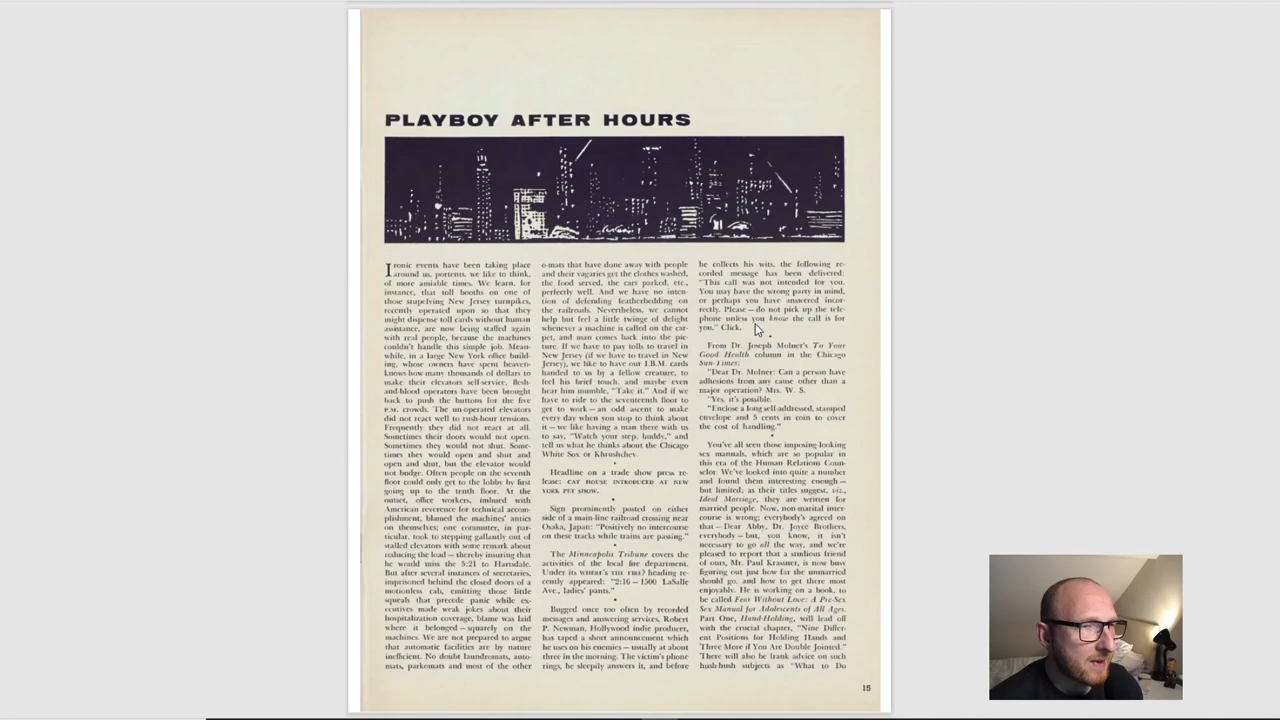 PLAYBOY AFTER HOURS
Ironic events have been taking place
around us, portents, we like to think,
of more amiable times. We learn, for
instance, that toll booths on one of
those stupefying New Jersey turnpikes,
recently operated upon so that they
might dispense toll cards without human
assistance, are now being staffed again
with real people, because the machines
couldn't handle this simple job. Mean-
while, in a large New York office build-
ing, whose owners have spent heaven-
knows-how-many thousands of dollars to
make their elevators self-service, flesh-
and-blood operators have been brought
back to push the buttons for the five
P.M. crowds. The un-operated elevators
did not react well to rush-hour tensions.
Frequently they did not react at all.
Sometimes their doors would not open.
Sometimes they would not shut. Some-
times they would open and shut and
open and shut, but the elevator would
not budge. Often people on the seventh
floor could only get to the lobby by first
going up to the tenth floor. At the
outset, office workers, imbued with
American reverence for technical accom-
plishment, blamed the machines' antics
on themselves; one commuter, in par-
ticular, took to stepping gallantly out of
stalled elevators with some remark about
reducing the load — thereby insuring that
he would miss the 5:21 to Hartsdale.
But after several instances of secretaries,
imprisoned behind the closed doors of a
motionless cab, emitting those little
squeals that precede panic while ex-
ecutives made weak jokes about their
hospitalization coverage, blame was laid
where it belonged — squarely on the
machines. We are not prepared to argue
that automatic facilities are by nature
inefficient. No doubt laundromats, auto-
mats, parkomats and most of the other
o-mats that have done away with people
and their vagaries get the clothes washed,
the food served, the cars parked, etc.,
perfectly well. And we have no inten-
tion of defending featherbedding on
the railroads. Nevertheless, we cannot
help but feel a little twinge of delight
whenever a machine is called on the car-
pet, and man comes back into the pic-
ture. If we have to pay tolls to travel in
New Jersey (if we have to travel in New
Jersey), we like to have our I.B.M. cards
handed to us by a fellow creature, to
feel his brief touch, and maybe even
hear him mumble, "Take it." And if we
have to ride to the seventeenth floor to
get to work — an odd ascent to make
every day when you stop to think about
it — we like having a man there with us
to say, "Watch your step, buddy," and
tell us what he thinks about the Chicago
White Sox or Khrushchev.
•
Headline on a trade show press re-
lease: CAT HOUSE INTRODUCED AT NEW
YORK PET SHOW.
•
Sign prominently posted on either
side of a main-line railroad crossing near
Osaka, Japan: "Positively no intercourse
on these tracks while trains are passing."
•
The Minneapolis Tribune covers the
activities of the local fire department.
Under its WHERE'S THE FIRE? heading re-
cently appeared: "2:16 — 1500 LaSalle
Ave., ladies' pants."
•
Bugged once too often by recorded
messages and answering services, Robert
P. Newman, Hollywood indie producer,
has taped a short announcement which
he uses on his enemies — usually at about
three in the morning. The victim's phone
rings, he sleepily answers it, and before
he collects his wits, the following re-
corded message has been delivered:
"This call was not intended for you.
You may have the wrong party in mind,
or perhaps you have answered incor-
rectly. Please — do not pick up the tele-
phone unless you know the call is for
you." Click.
•
From Dr. Joseph Molner's To Your
Good Health column in the Chicago
Sun-Times:
"Dear Dr. Molner: Can a person have
adhesions from any cause other than a
major operation? Mrs. W. S.
"Yes, it's possible.
"Enclose a long self-addressed, stamped
envelope and 5 cents in coin to cover
the cost of handling."
•
You've all seen those imposing-looking
sex manuals, which are so popular in
this era of the Human Relations Coun-
selor. We've looked into quite a number
and found them interesting enough —
but limited; as their titles suggest, viz.,
Ideal Marriage, they are written for
married people. Now, non-marital inter-
course is wrong; everybody's agreed on
that — Dear Abby, Dr. Joyce Brothers,
everybody — but, you know, it isn't
necessary to go all the way, and we're
pleased to report that a studious friend
of ours, Mr. Paul Krassner, is now busy
figuring out just how far the unmarried
should go, and how to get there most
enjoyably. He is working on a book, to
be called Fear Without Love: A Pre-Sex
Sex Manual for Adolescents of All Ages.
Part One, Hand-Holding, will lead off
with the crucial chapter, "Nine Differ-
ent Positions for Holding Hands and
Three More if You Are Double Jointed."
There will also be frank advice on such
hush-hush subjects as "What to Do
15